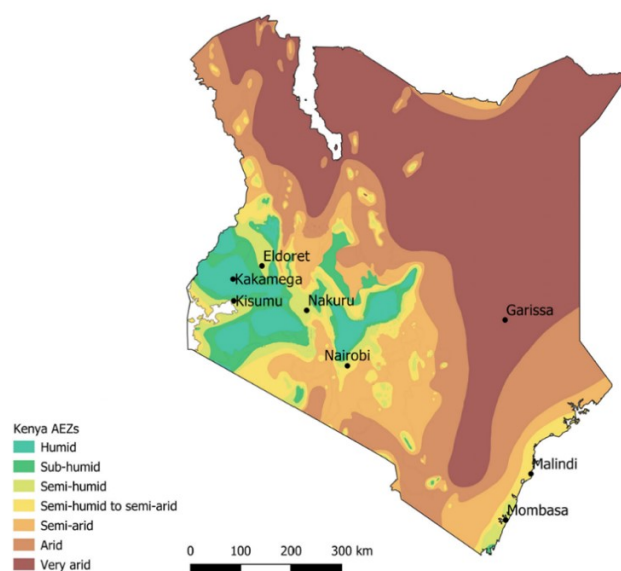 Eldoret
Kakamega
Kisumu
Nakuru
Garissa
Nairobi
Malindi
Mombasa
Kenya AEZs
Humid
Sub-humid
Semi-humid
Semi-humid to semi-arid
Semi-arid
Arid
Very arid
0 100 200 300 km